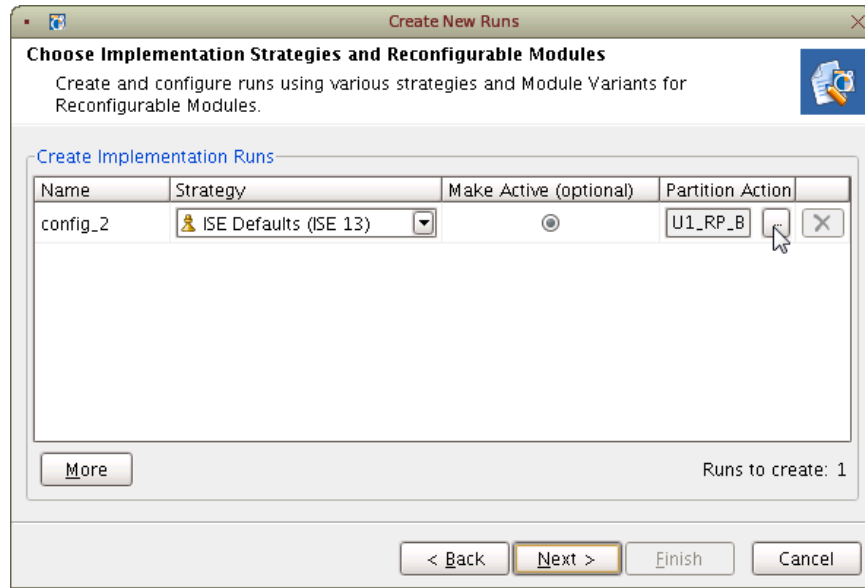 Create New Runs
Choose Implementation Strategies and Reconfigurable Modules
Create and configure runs using various strategies and Module Variants for
Reconfigurable Modules.
Create Implementation Runs
Name Strategy Make Active (optional) Partition Action
config_2 ISE Defaults (ISE 13) U1_RP_B ...
More Runs to create: 1
< Back Next > Finish Cancel